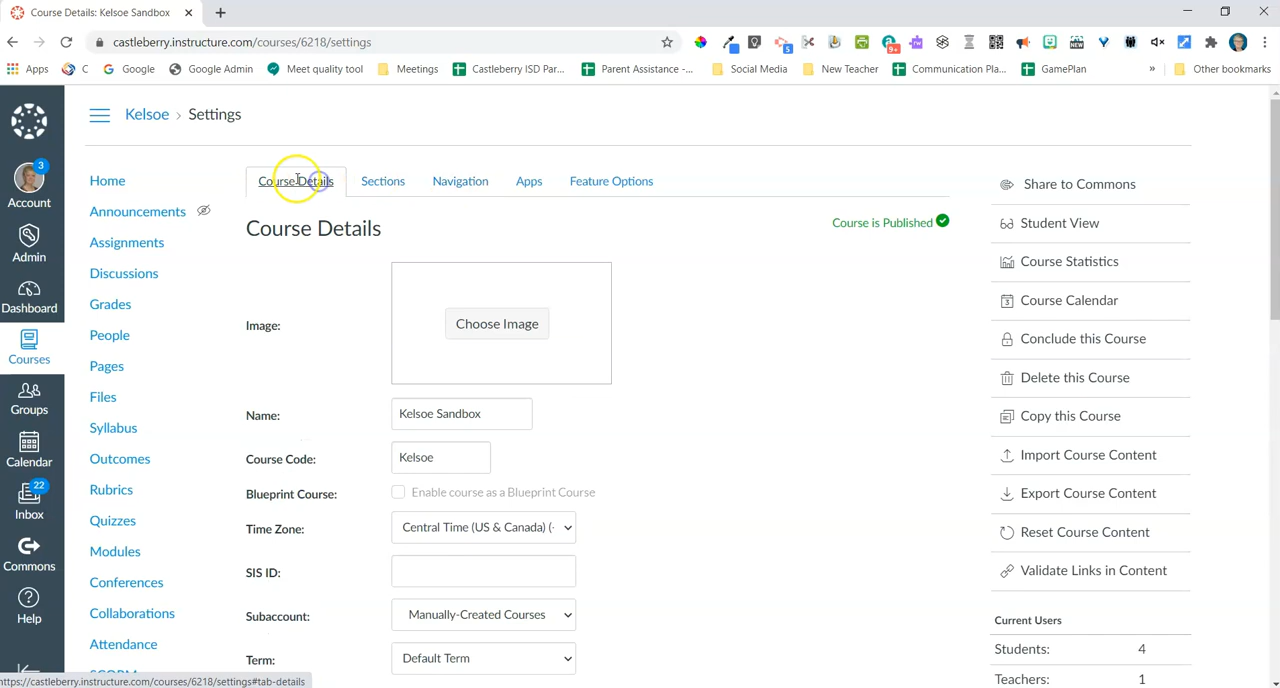 Course Details: Kelsoe Sandbox
castleberry.instructure.com/courses/6218/settings
5
9+
NEW
Apps
C
Google
Google Admin
Meet quality tool
Meetings
Castleberry ISD Par...
Parent Assistance -...
Social Media
New Teacher
Communication Pla...
GamePlan
»
Other bookmarks
3
Account
Admin
Dashboard
Courses
Groups
Calendar
22
Inbox
Commons
Help
Kelsoe › Settings
Home
Announcements
Assignments
Discussions
Grades
People
Pages
Files
Syllabus
Outcomes
Rubrics
Quizzes
Modules
Conferences
Collaborations
Attendance
Course Details
Sections
Navigation
Apps
Feature Options
Course Details
Course is Published
Image:
Choose Image
Name:
Kelsoe Sandbox
Course Code:
Kelsoe
Blueprint Course:
Enable course as a Blueprint Course
Time Zone:
Central Time (US & Canada) (-
SIS ID:
Subaccount:
Manually-Created Courses
Term:
Default Term
Share to Commons
Student View
Course Statistics
Course Calendar
Conclude this Course
Delete this Course
Copy this Course
Import Course Content
Export Course Content
Reset Course Content
Validate Links in Content
Current Users
Students: 4
Teachers: 1
https://castleberry.instructure.com/courses/6218/settings#tab-details